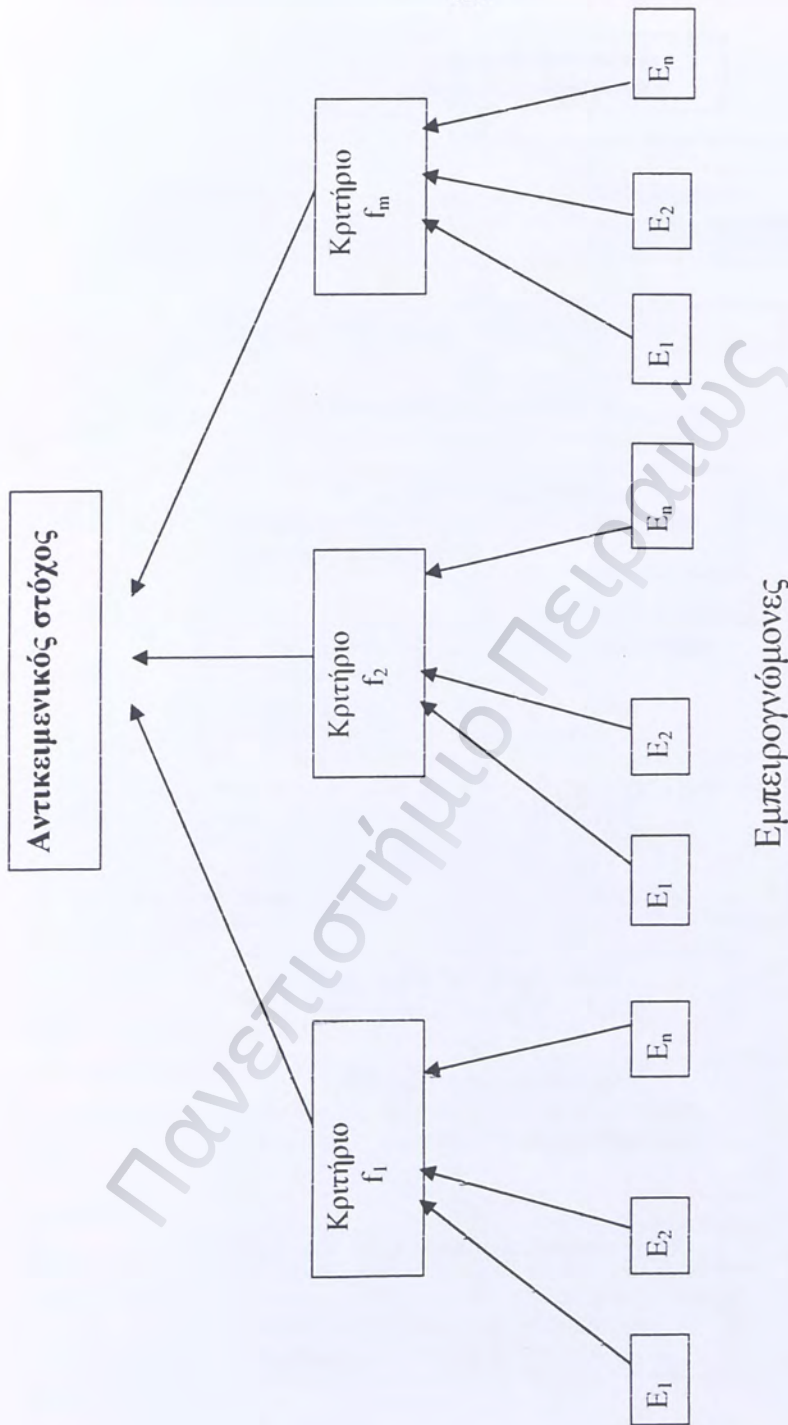 Αντικειμενικός στόχος
Κριτήριο
f₁
Κριτήριο
f₂
Κριτήριο
fₘ
E₁
E₂
Eₙ
E₁
E₂
Eₙ
E₁
E₂
Eₙ
Εμπειρογνώμονες
Πανεπιστήμιο Πειραιώς